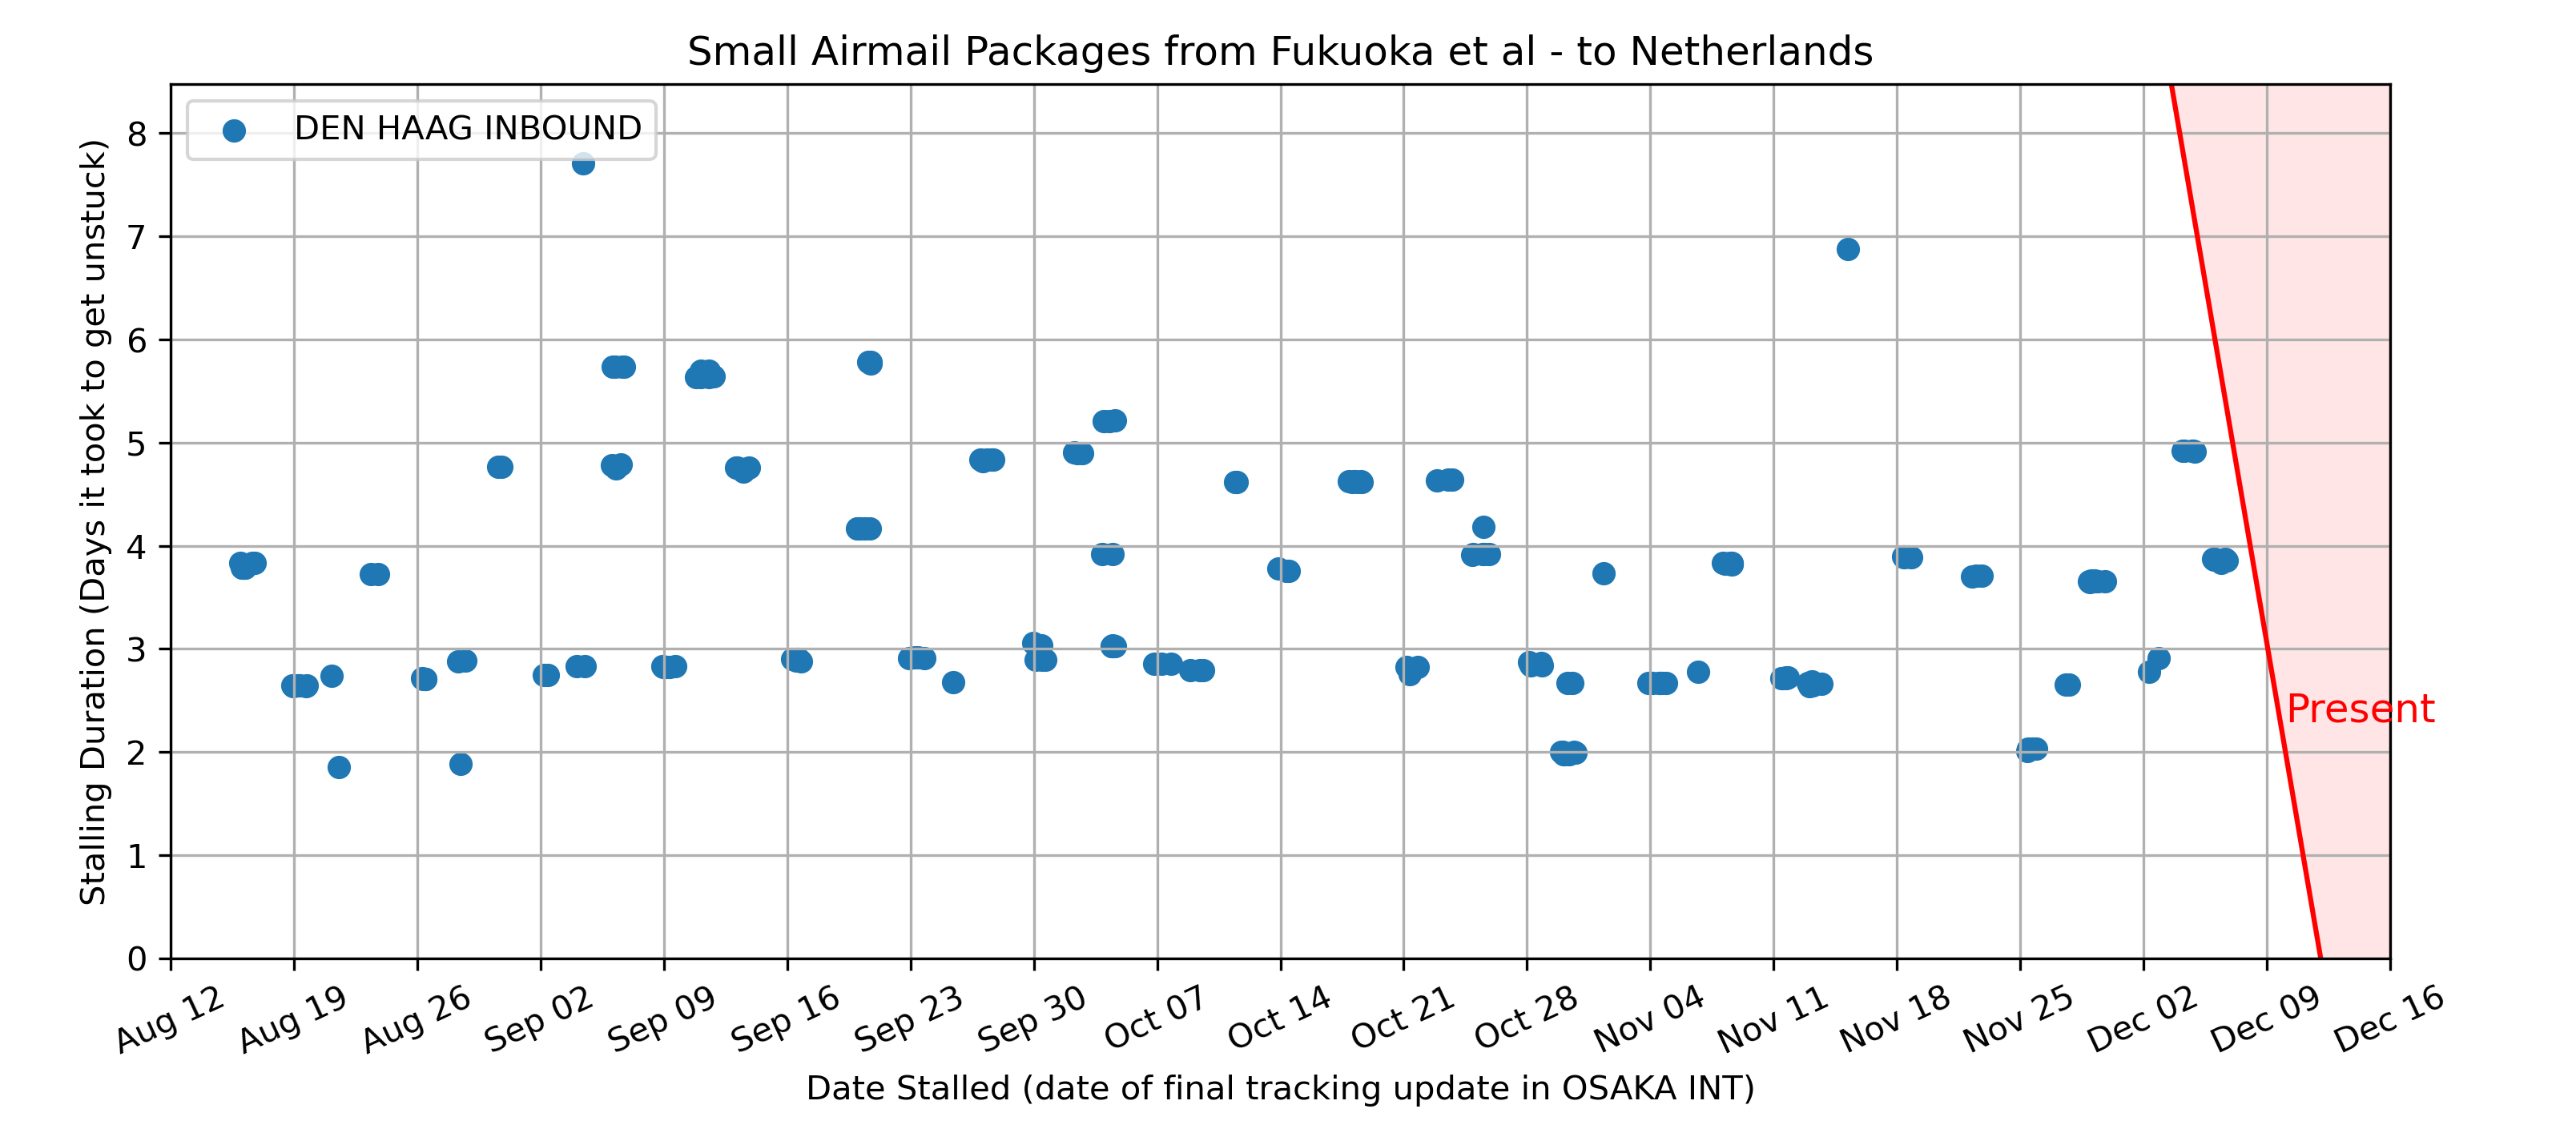 Small Airmail Packages from Fukuoka et al - to Netherlands
DEN HAAG INBOUND
Stalling Duration (Days it took to get unstuck)
8
7
6
5
4
3
2
1
0
Present
Aug 12
Aug 19
Aug 26
Sep 02
Sep 09
Sep 16
Sep 23
Sep 30
Oct 07
Oct 14
Oct 21
Oct 28
Nov 04
Nov 11
Nov 18
Nov 25
Dec 02
Dec 09
Dec 16
Date Stalled (date of final tracking update in OSAKA INT)